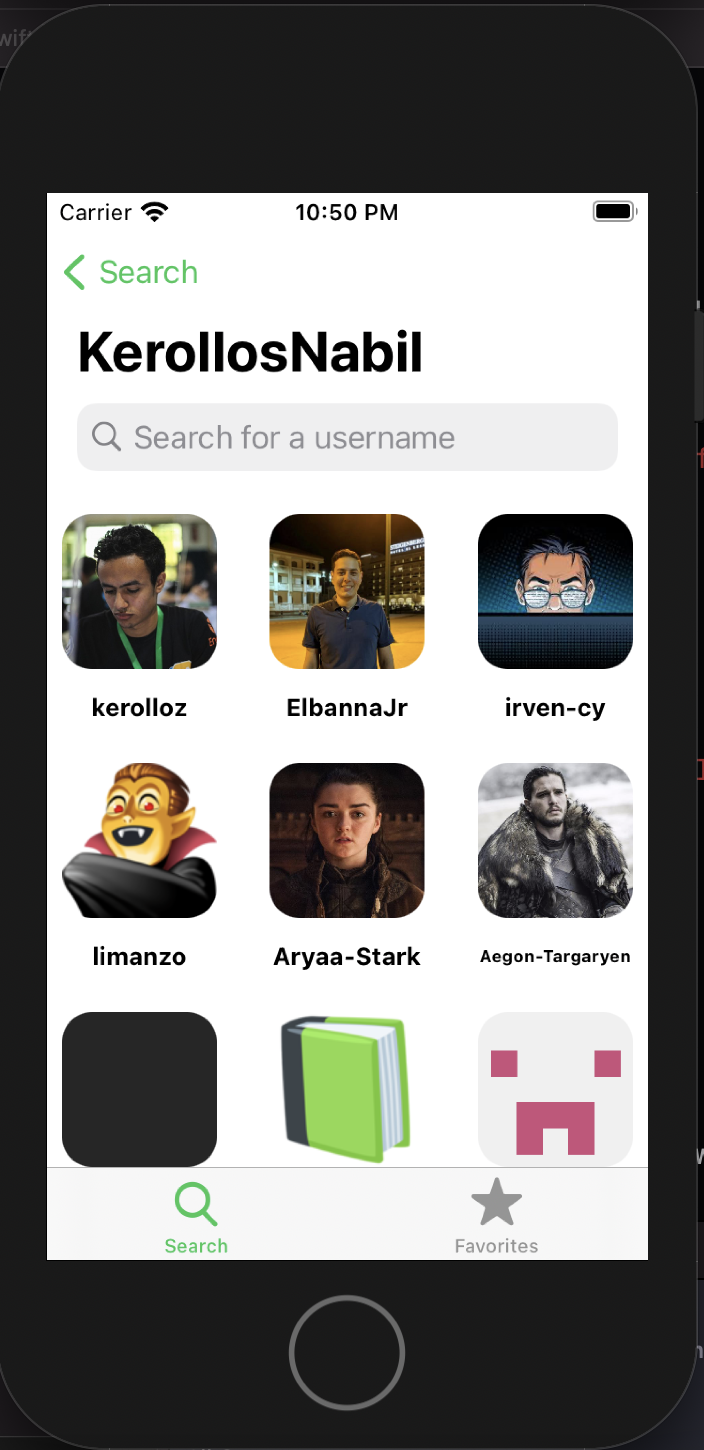 Carrier 10:50 PM
Search
KerollosNabil
Search for a username
kerolloz ElbannaJr irven-cy
limanzo Aryaa-Stark Aegon-Targaryen
Search Favorites